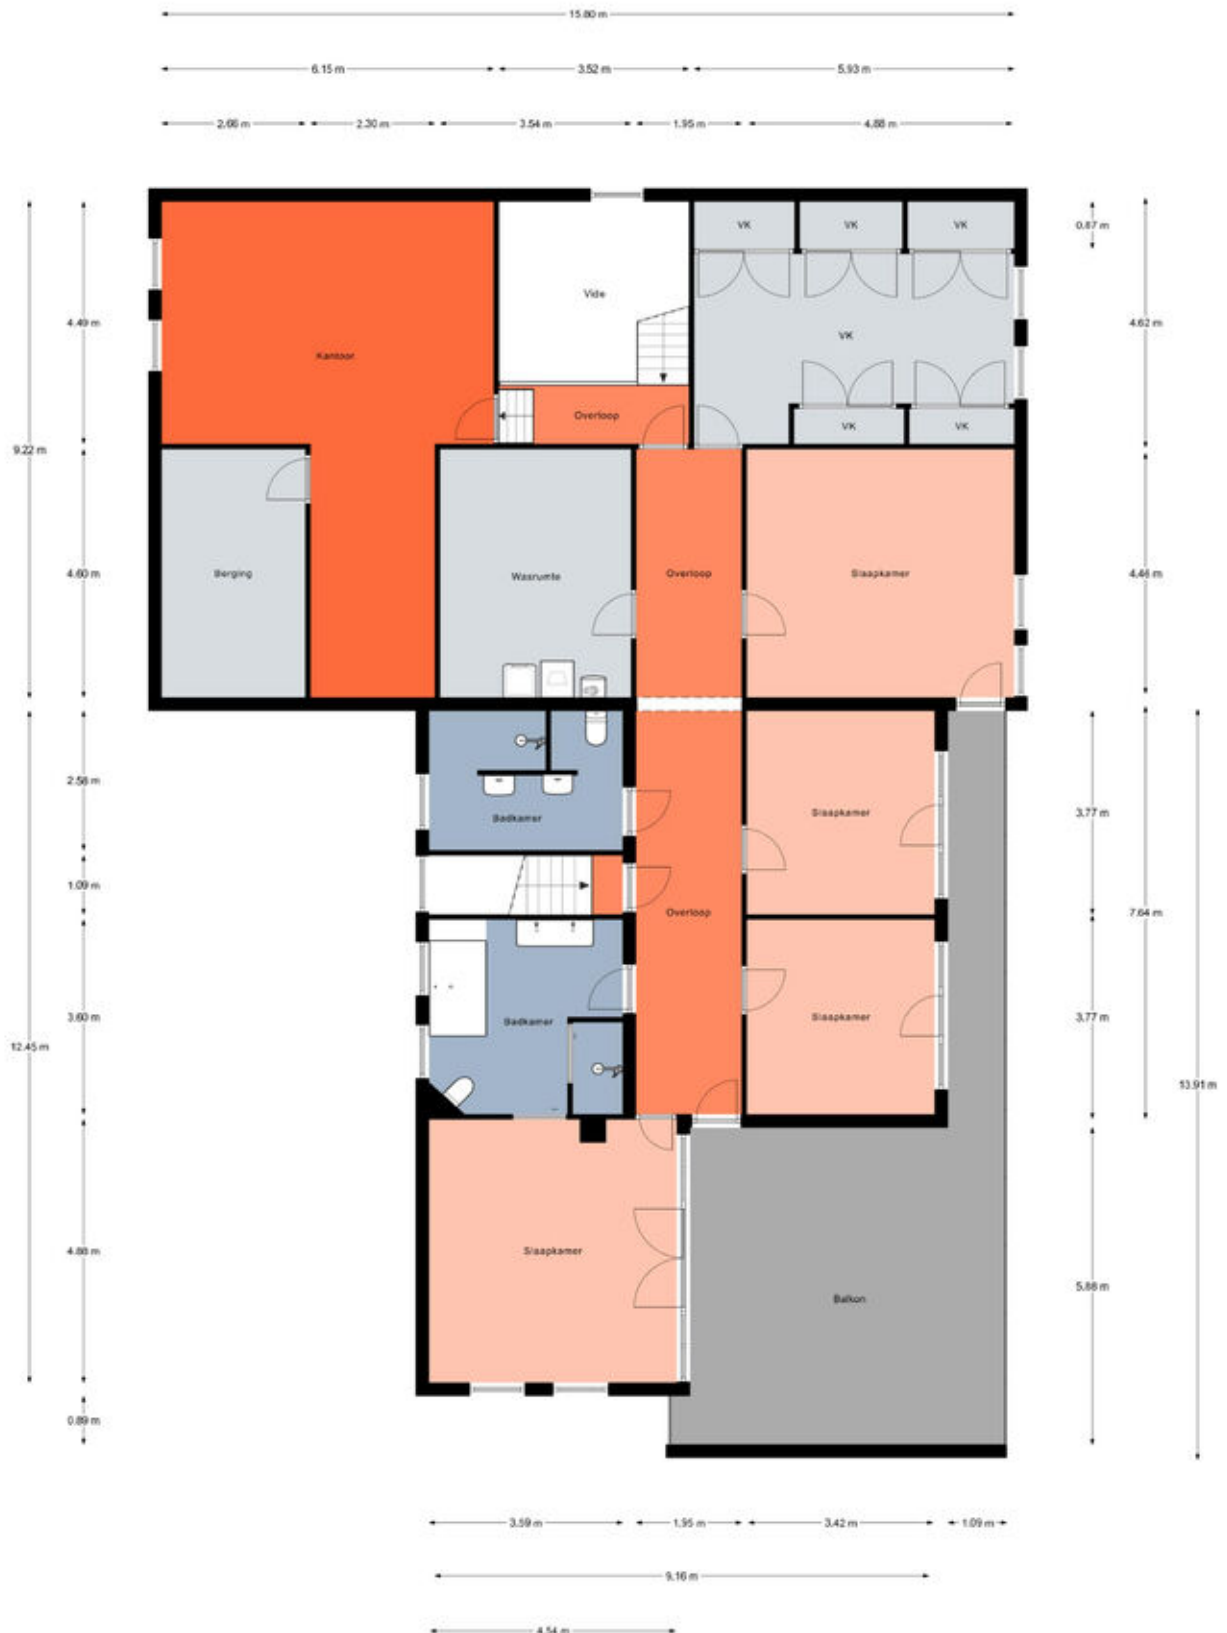 15.80 m
6.15 m 3.52 m 5.93 m
2.66 m 2.30 m 3.54 m 1.95 m 4.88 m
VK VK VK 0.87 m
Vide
4.49 m 4.62 m
VK
Kantoor
Overloop
VK VK
9.22 m
4.60 m Berging Wasruimte Overloop Slaapkamer 4.44 m
2.58 m
Badkamer Slaapkamer 3.77 m
1.09 m
Overloop 7.64 m
3.60 m Badkamer Slaapkamer 3.77 m
12.45 m
13.91 m
4.88 m Slaapkamer
Balkon 5.88 m
0.89 m
3.59 m 1.95 m 3.42 m 1.09 m
9.16 m
4.54 m